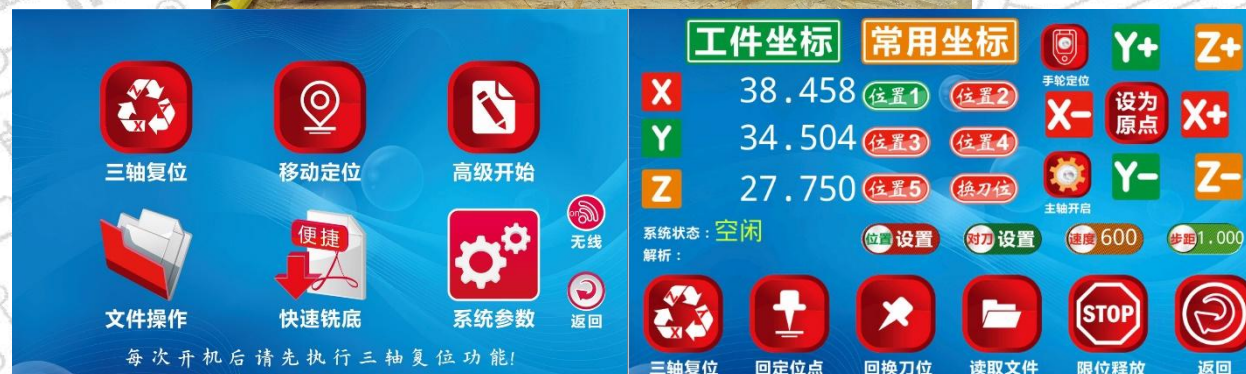 三轴复位 移动定位 高级开始
on
无线
便捷
文件操作 快速铣底 系统参数 返回
每次开机后请先执行三轴复位功能!
工件坐标 常用坐标 Y+ Z+
手轮定位
X 38.458 位置1 位置2 X- 设为原点 X+
Y 34.504 位置3 位置4
Z 27.750 位置5 换刀位 Y- Z-
主轴开启
系统状态:空闲 位置 设置 对刀 设置 速度 600 步距 1.000
解析:
STOP
三轴复位 回定位点 回换刀位 读取文件 限位释放 返回